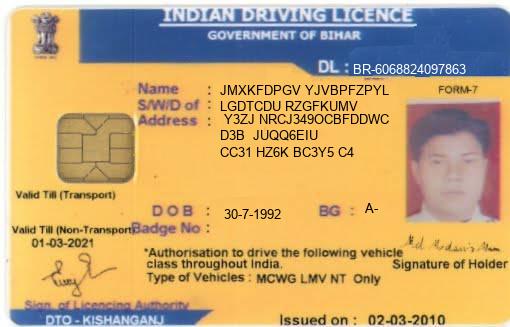 INDIAN DRIVING LICENCE
GOVERNMENT OF BIHAR
DL : BR-6068824097863
Name : JMXKFDPGV YJVBPFZPYL
FORM-7
S/W/D of : LGDTCDU RZGFKUMV
Address : Y3ZJ NRCJ349OCBFDDWC
D3B JUQQ6EIU
CC31 HZ6K BC3Y5 C4
Valid Till (Transport)
DOB : 30-7-1992 BG : A-
Valid Till (Non-Transport)
Badge No :
01-03-2021
*Authorisation to drive the following vehicle
class throughout India.
Signature of Holder
Type of Vehicles : MCWG LMV NT Only
Sign. of Licencing Authority
DTO - KISHANGANJ
Issued on : 02-03-2010